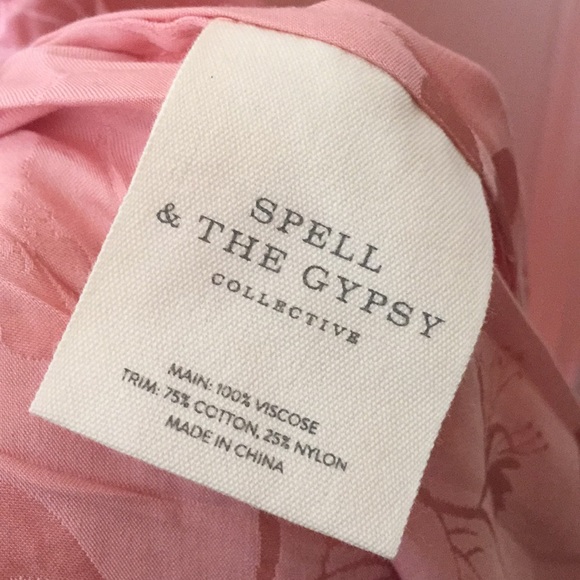 SPELL
& THE GYPSY
COLLECTIVE
MAIN: 100% VISCOSE
TRIM: 75% COTTON, 25% NYLON
MADE IN CHINA